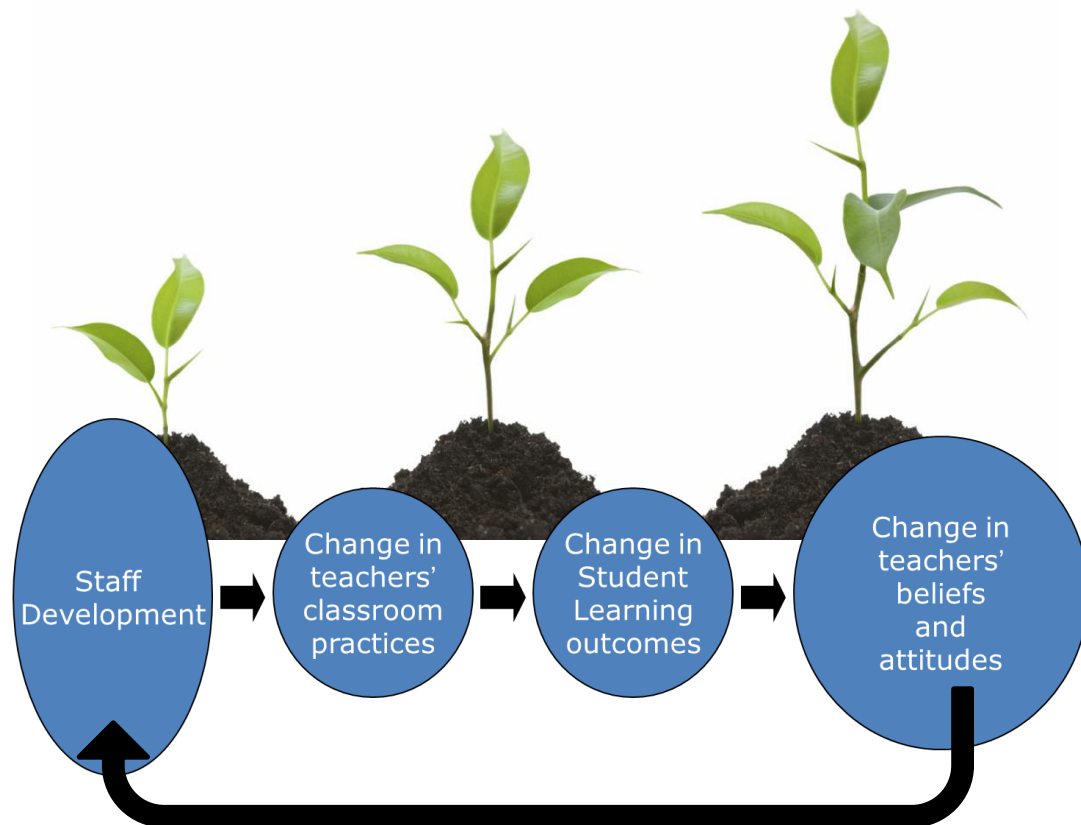 Staff
Development
Change in
teachers’
classroom
practices
Change in
Student
Learning
outcomes
Change in
teachers’
beliefs
and
attitudes